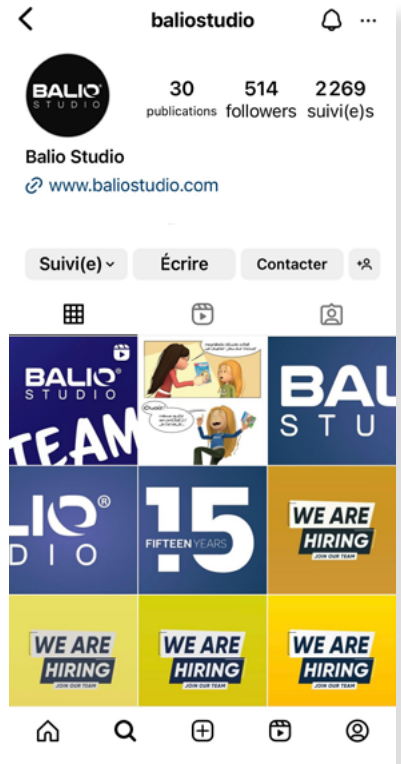 baliostudio
BALIO
STUDIO
30 514 2269
publications followers suivi(e)s
Balio Studio
www.baliostudio.com
Suivi(e) Écrire Contacter
BALIO®
STUDIO
TEAM
BAL
STU
LIO®
DIO
15
FIFTEEN YEARS
WE ARE
HIRING
JOIN OUR TEAM
WE ARE
HIRING
JOIN OUR TEAM
WE ARE
HIRING
JOIN OUR TEAM
WE ARE
HIRING
JOIN OUR TEAM